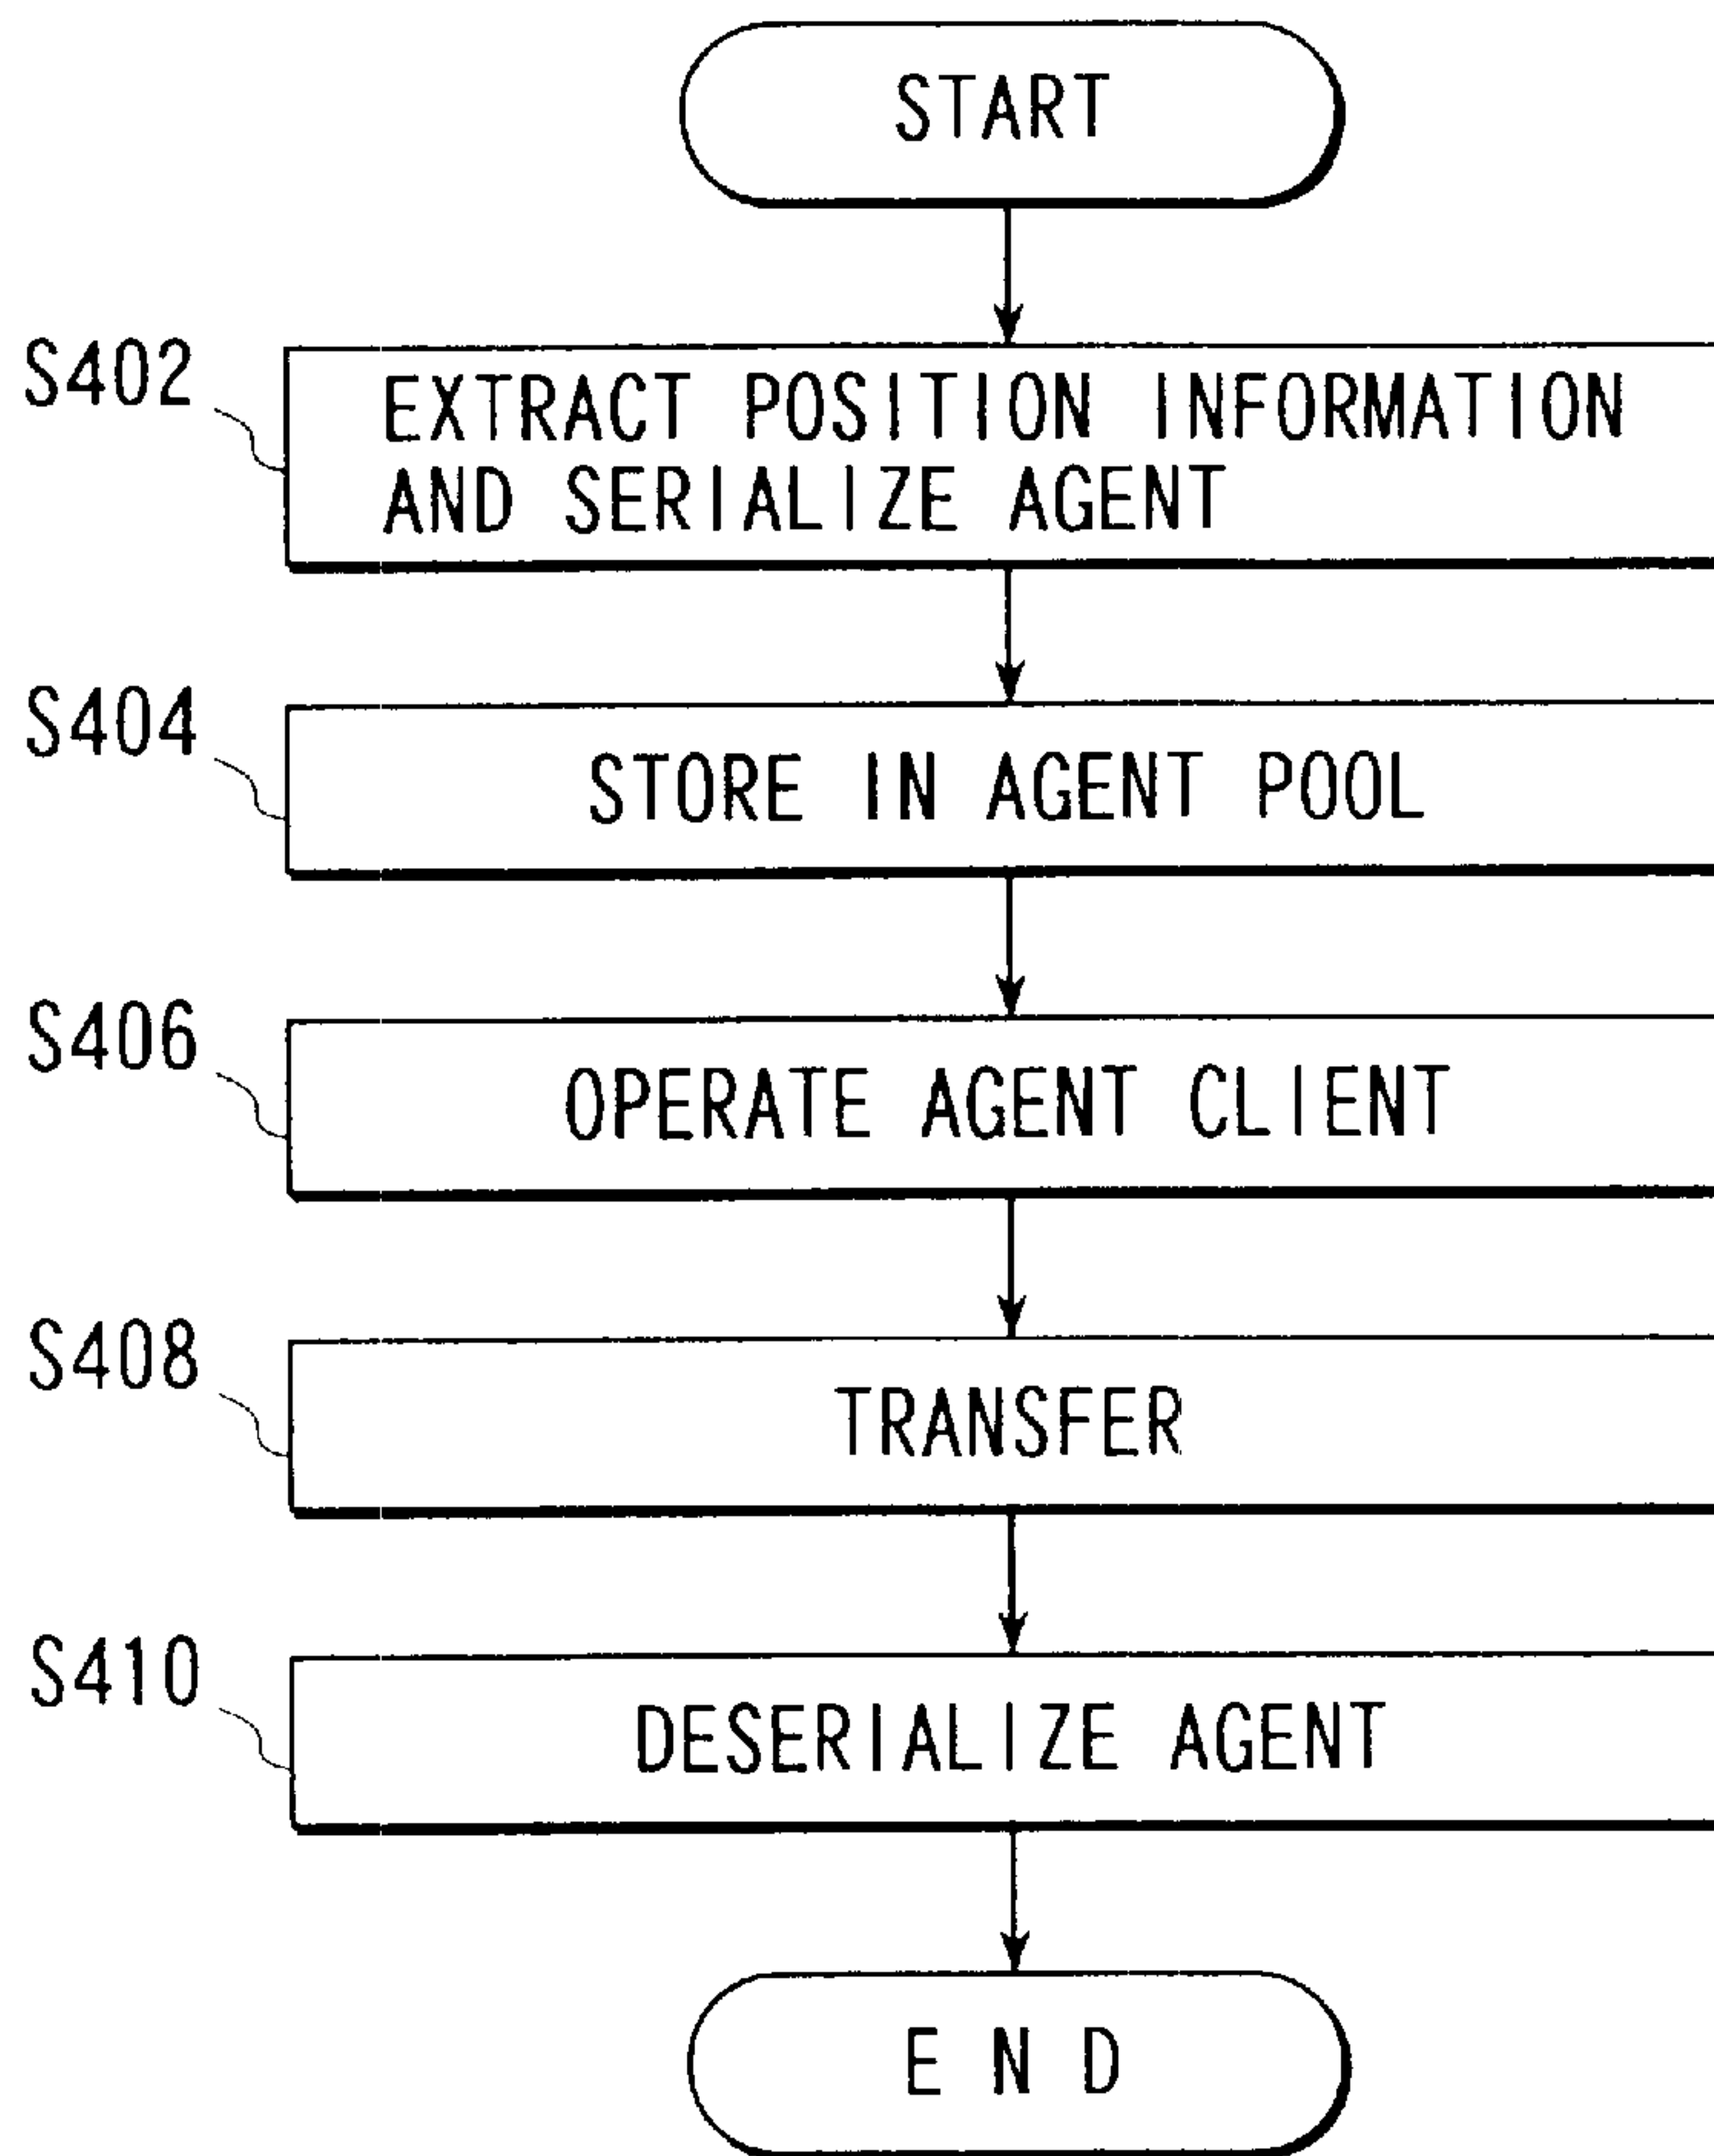 START
S402
EXTRACT POSITION INFORMATION
AND SERIALIZE AGENT
S404
STORE IN AGENT POOL
S406
OPERATE AGENT CLIENT
S408
TRANSFER
S410
DESERIALIZE AGENT
END